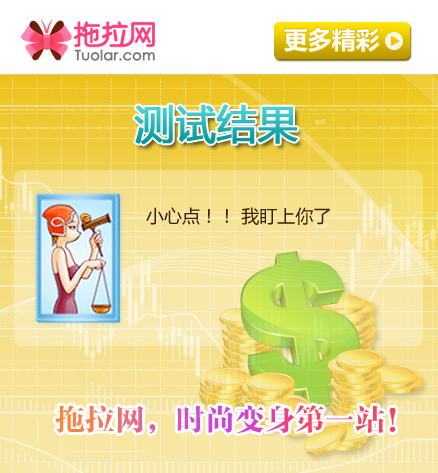 拖拉网
Tuolar.com
更多精彩
测试结果
小心点！！我盯上你了
拖拉网，时尚变身第一站！